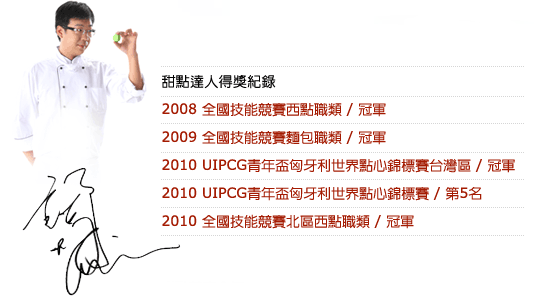 甜點達人得獎紀錄
2008 全國技能競賽西點職類 / 冠軍
2009 全國技能競賽麵包職類 / 冠軍
2010 UIPCG青年盃匈牙利世界點心錦標賽台灣區 / 冠軍
2010 UIPCG青年盃匈牙利世界點心錦標賽 / 第5名
2010 全國技能競賽北區西點職類 / 冠軍